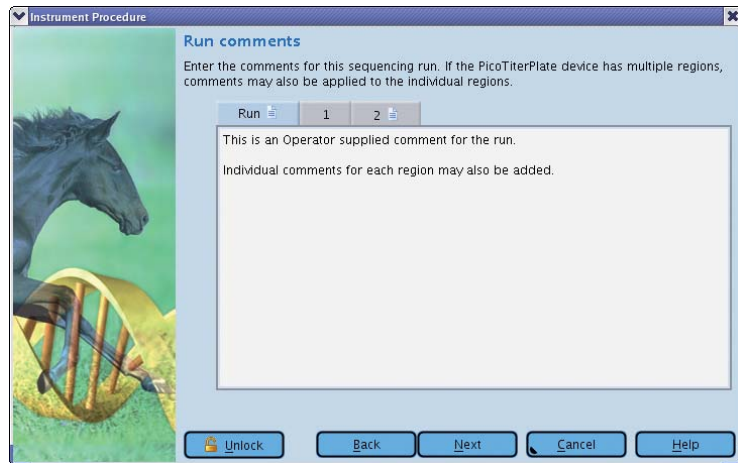 Instrument Procedure
Run comments
Enter the comments for this sequencing run. If the PicoTiterPlate device has multiple regions,
comments may also be applied to the individual regions.
Run 1 2
This is an Operator supplied comment for the run.
Individual comments for each region may also be added.
Unlock Back Next Cancel Help